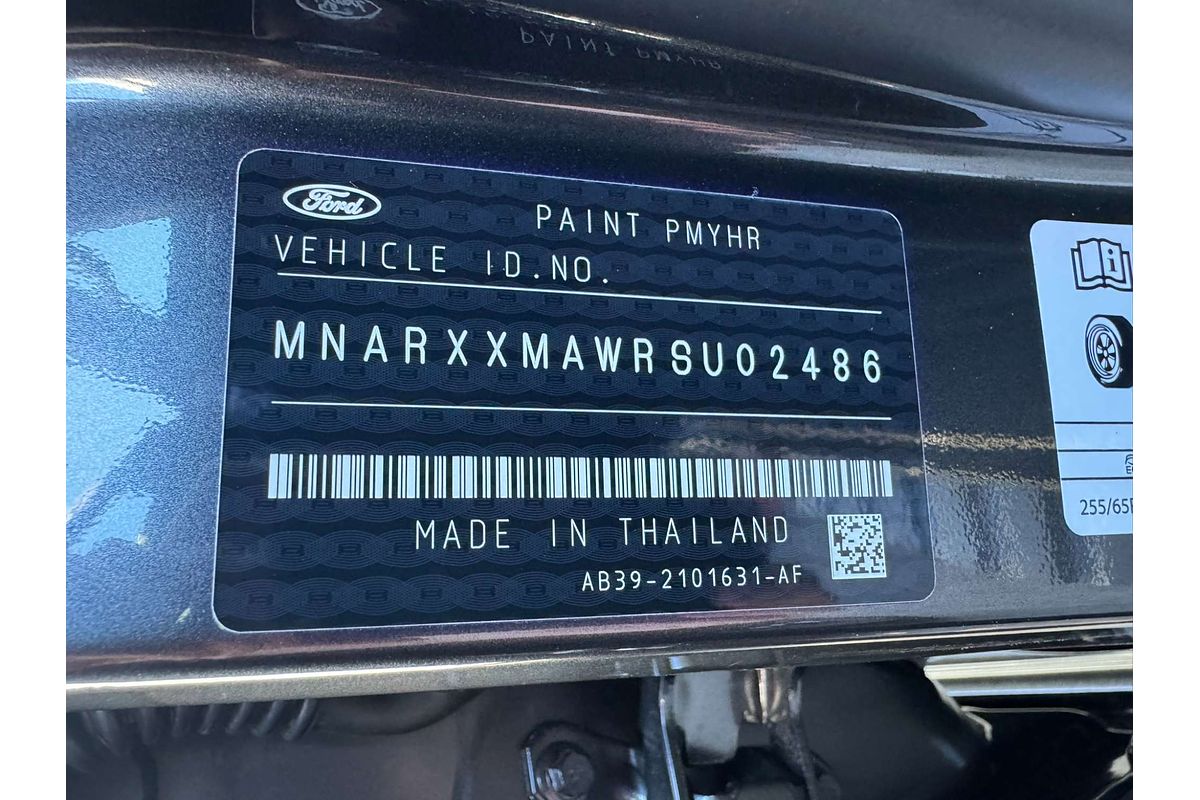 Ford
PAINT PMYHR
VEHICLE ID.NO.
MNARXXMAWRSU02486
MADE IN THAILAND
AB39-2101631-AF
i
255/65